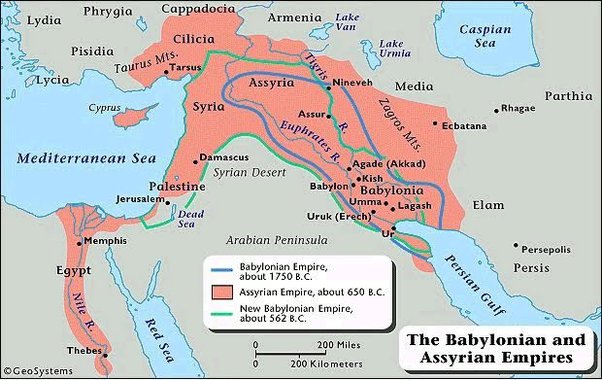 Cappadocia
Lydia
Phrygia
Armenia
Lake
Van
Caspian
Sea
Pisidia
Cilicia
Lake
Urmia
Lycia
Taurus Mts.
Tarsus
Tigris
R.
Nineveh
Media
Parthia
Assyria
Syria
Assur
Zagros Mts.
Rhagae
Cyprus
Euphrates R.
Ecbatana
Mediterranean Sea
Damascus
Syrian Desert
Agade (Akkad)
Kish
Babylon
Babylonia
Palestine
Jerusalem
Dead
Sea
Umma
Lagash
Elam
Uruk (Erech)
Ur
Memphis
Arabian Peninsula
Persepolis
Persis
Egypt
Persian Gulf
Nile R.
Red Sea
Thebes
Babylonian Empire,
about 1750 B.C.
Assyrian Empire, about 650 B.C.
New Babylonian Empire,
about 562 B.C.
0 200 Miles
0 200 Kilometers
The Babylonian and
Assyrian Empires
©GeoSystems